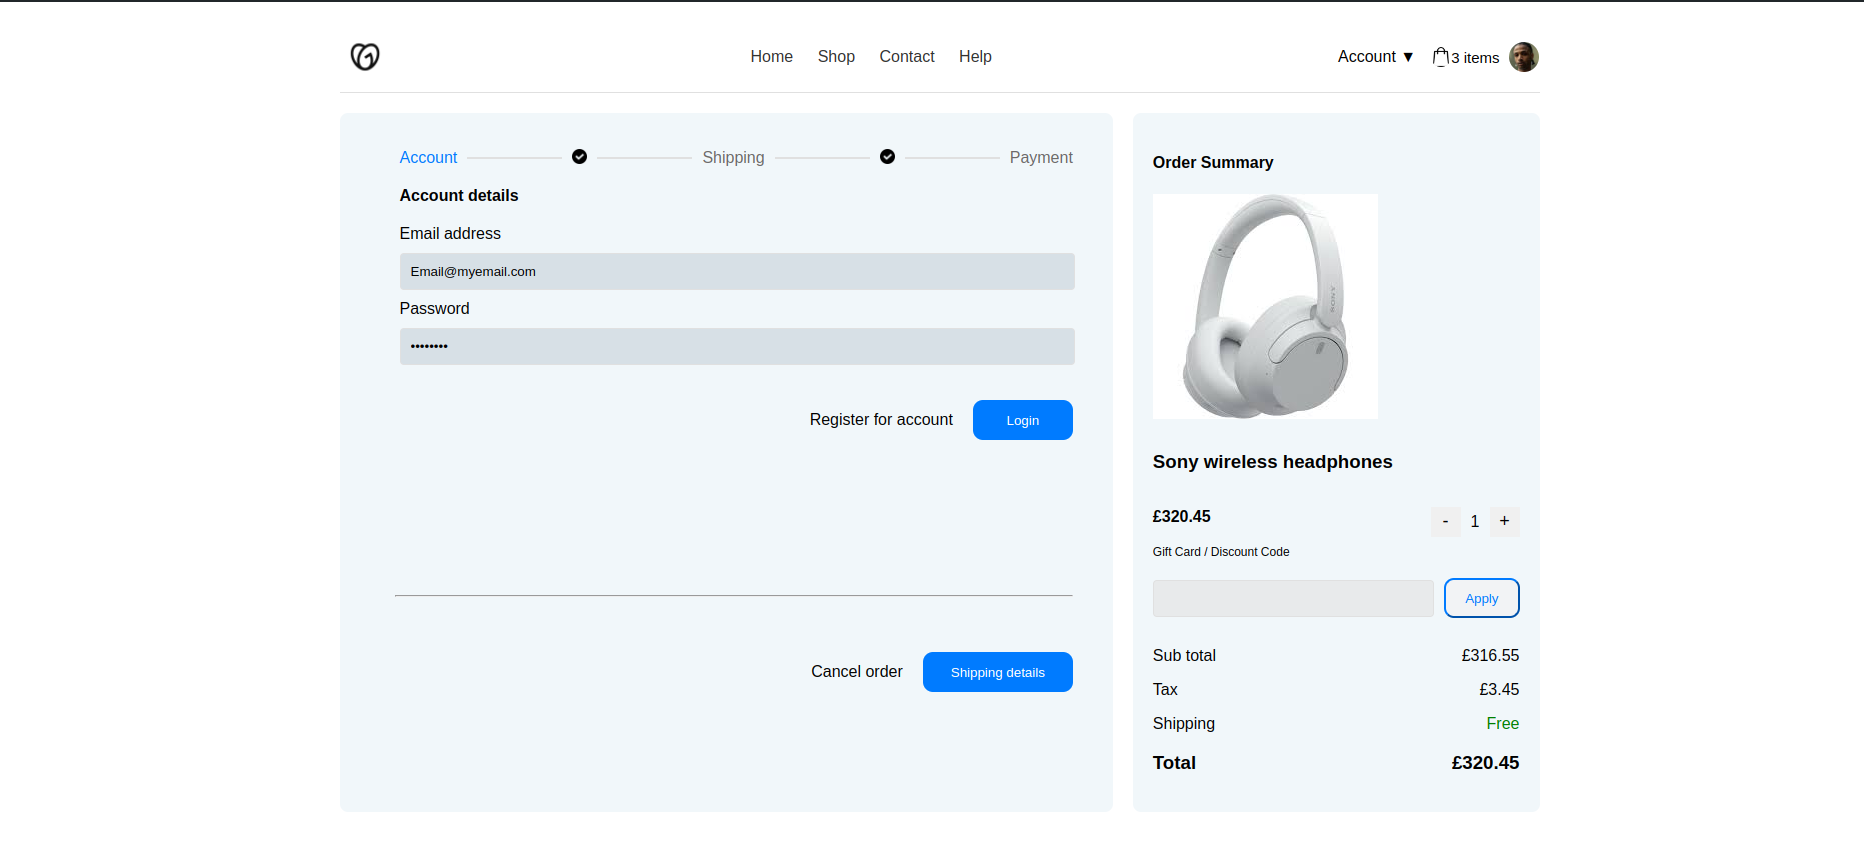 Home Shop Contact Help
Account ▼ 3 items
Account Shipping Payment
Account details
Email address
Email@myemail.com
Password
••••••••
Register for account Login
Cancel order Shipping details
Order Summary
SONY
Sony wireless headphones
£320.45 - 1 +
Gift Card / Discount Code
Apply
Sub total £316.55
Tax £3.45
Shipping Free
Total £320.45